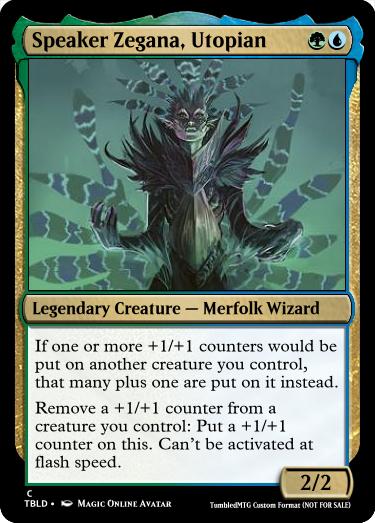 Speaker Zegana, Utopian
Legendary Creature — Merfolk Wizard
If one or more +1/+1 counters would be
put on another creature you control,
that many plus one are put on it instead.
Remove a +1/+1 counter from a
creature you control: Put a +1/+1
counter on this. Can't be activated at
flash speed.
2/2
C
TBLD • Magic Online Avatar
TumbledMTG Custom Format (NOT FOR SALE)